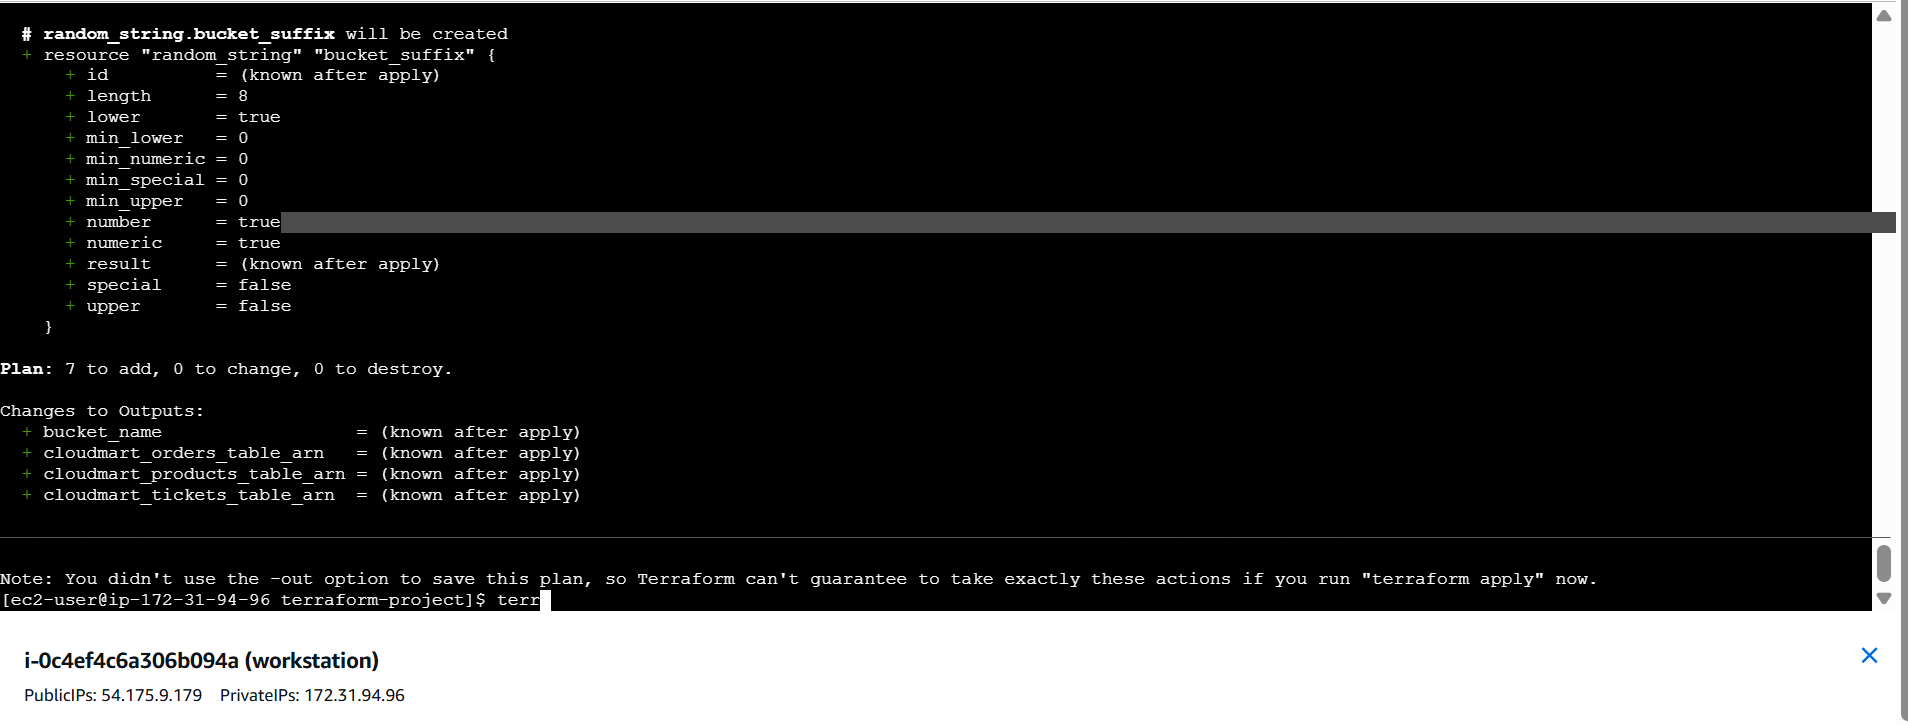 # random_string.bucket_suffix will be created
+ resource "random_string" "bucket_suffix" {
+ id = (known after apply)
+ length = 8
+ lower = true
+ min_lower = 0
+ min_numeric = 0
+ min_special = 0
+ min_upper = 0
+ number = true
+ numeric = true
+ result = (known after apply)
+ special = false
+ upper = false
}
Plan: 7 to add, 0 to change, 0 to destroy.
Changes to Outputs:
+ bucket_name = (known after apply)
+ cloudmart_orders_table_arn = (known after apply)
+ cloudmart_products_table_arn = (known after apply)
+ cloudmart_tickets_table_arn = (known after apply)
Note: You didn't use the -out option to save this plan, so Terraform can't guarantee to take exactly these actions if you run "terraform apply" now.
[ec2-user@ip-172-31-94-96 terraform-project]$ terr
i-0c4ef4c6a306b094a (workstation)
PublicIPs: 54.175.9.179 PrivateIPs: 172.31.94.96